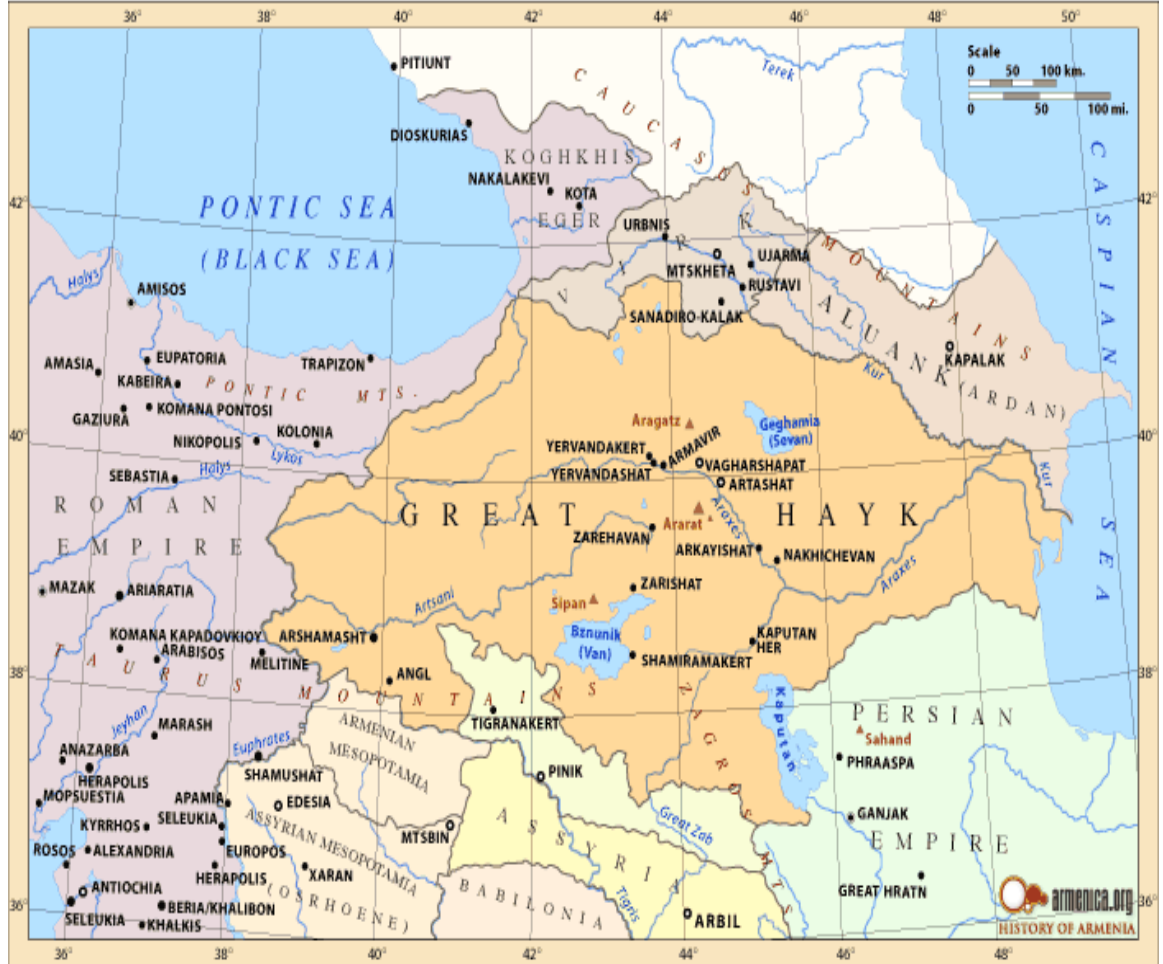 36° 38° 40° 42° 44° 46° 48° 50°
Scale
0 50 100 km.
0 50 100 mi.
PITIUNT
Terek
CAUCASUS MOUNTAINS
DIOSKURIAS
KOGHKHIS
NAKALAKEVI
KOTA
EGER
CASPIAN SEA
42°
42°
PONTIC SEA
(BLACK SEA)
URBNIS
VIRK
MTSKHETA
UJARMA
RUSTAVI
SANADIRO-KALAK
ALUANK
(ARDAN)
KAPALAK
Halys
AMISOS
Kur
AMASIA
EUPATORIA
TRAPIZON
KABEIRA
PONTIC MTS.
GAZIURA
KOMANA PONTOSI
NIKOPOLIS
KOLONIA
Lykos
Aragatz
Geghamia
(Sevan)
40°
40°
YERVANDAKERT
ARMAVIR
YERVANDASHAT
VAGHARSHAPAT
ARTASHAT
Kur
SEBASTIA
Halys
ROMAN
EMPIRE
GREAT HAYK
Ararat
Araxes
ZAREHAVAN
ARKAYISHAT
NAKHICHEVAN
Araxes
MAZAK
ARIARATIA
ZARISHAT
Artsani
Sipan
Bznunik
(Van)
KOMANA KAPADOVKIOY
ARABISOS
MELITINE
ARSHAMASHT
KAPUTAN
HER
SHAMIRAMAKERT
38°
38°
TAURUS MOUNTAINS
ANGL
ZAGRUS MTS
Kaputan
TIGRANAKERT
ARMENIAN
MESOPOTAMIA
PERSIAN
EMPIRE
Sahand
Jeyhan
MARASH
Euphrates
ANAZARBA
HERAPOLIS
SHAMUSHAT
PINIK
PHRAASPA
MOPSUESTIA
APAMIA
EDESIA
SELEUKIA
KYRRHOS
MTSBIN
ASSYRIA
Great Zab
GANJAK
ROSOS
ALEXANDRIA
EUROPOS
ASSYRIAN MESOPOTAMIA
(OSRHOENE)
HERAPOLIS
XARAN
ANTIOCHIA
BERIA/KHALIBON
SELEUKIA
KHALKIS
BABILONIA
Tigris
ARBIL
GREAT HRATN
36°
36°
armenica.org
HISTORY OF ARMENIA
36° 38° 40° 42° 44° 46° 48°